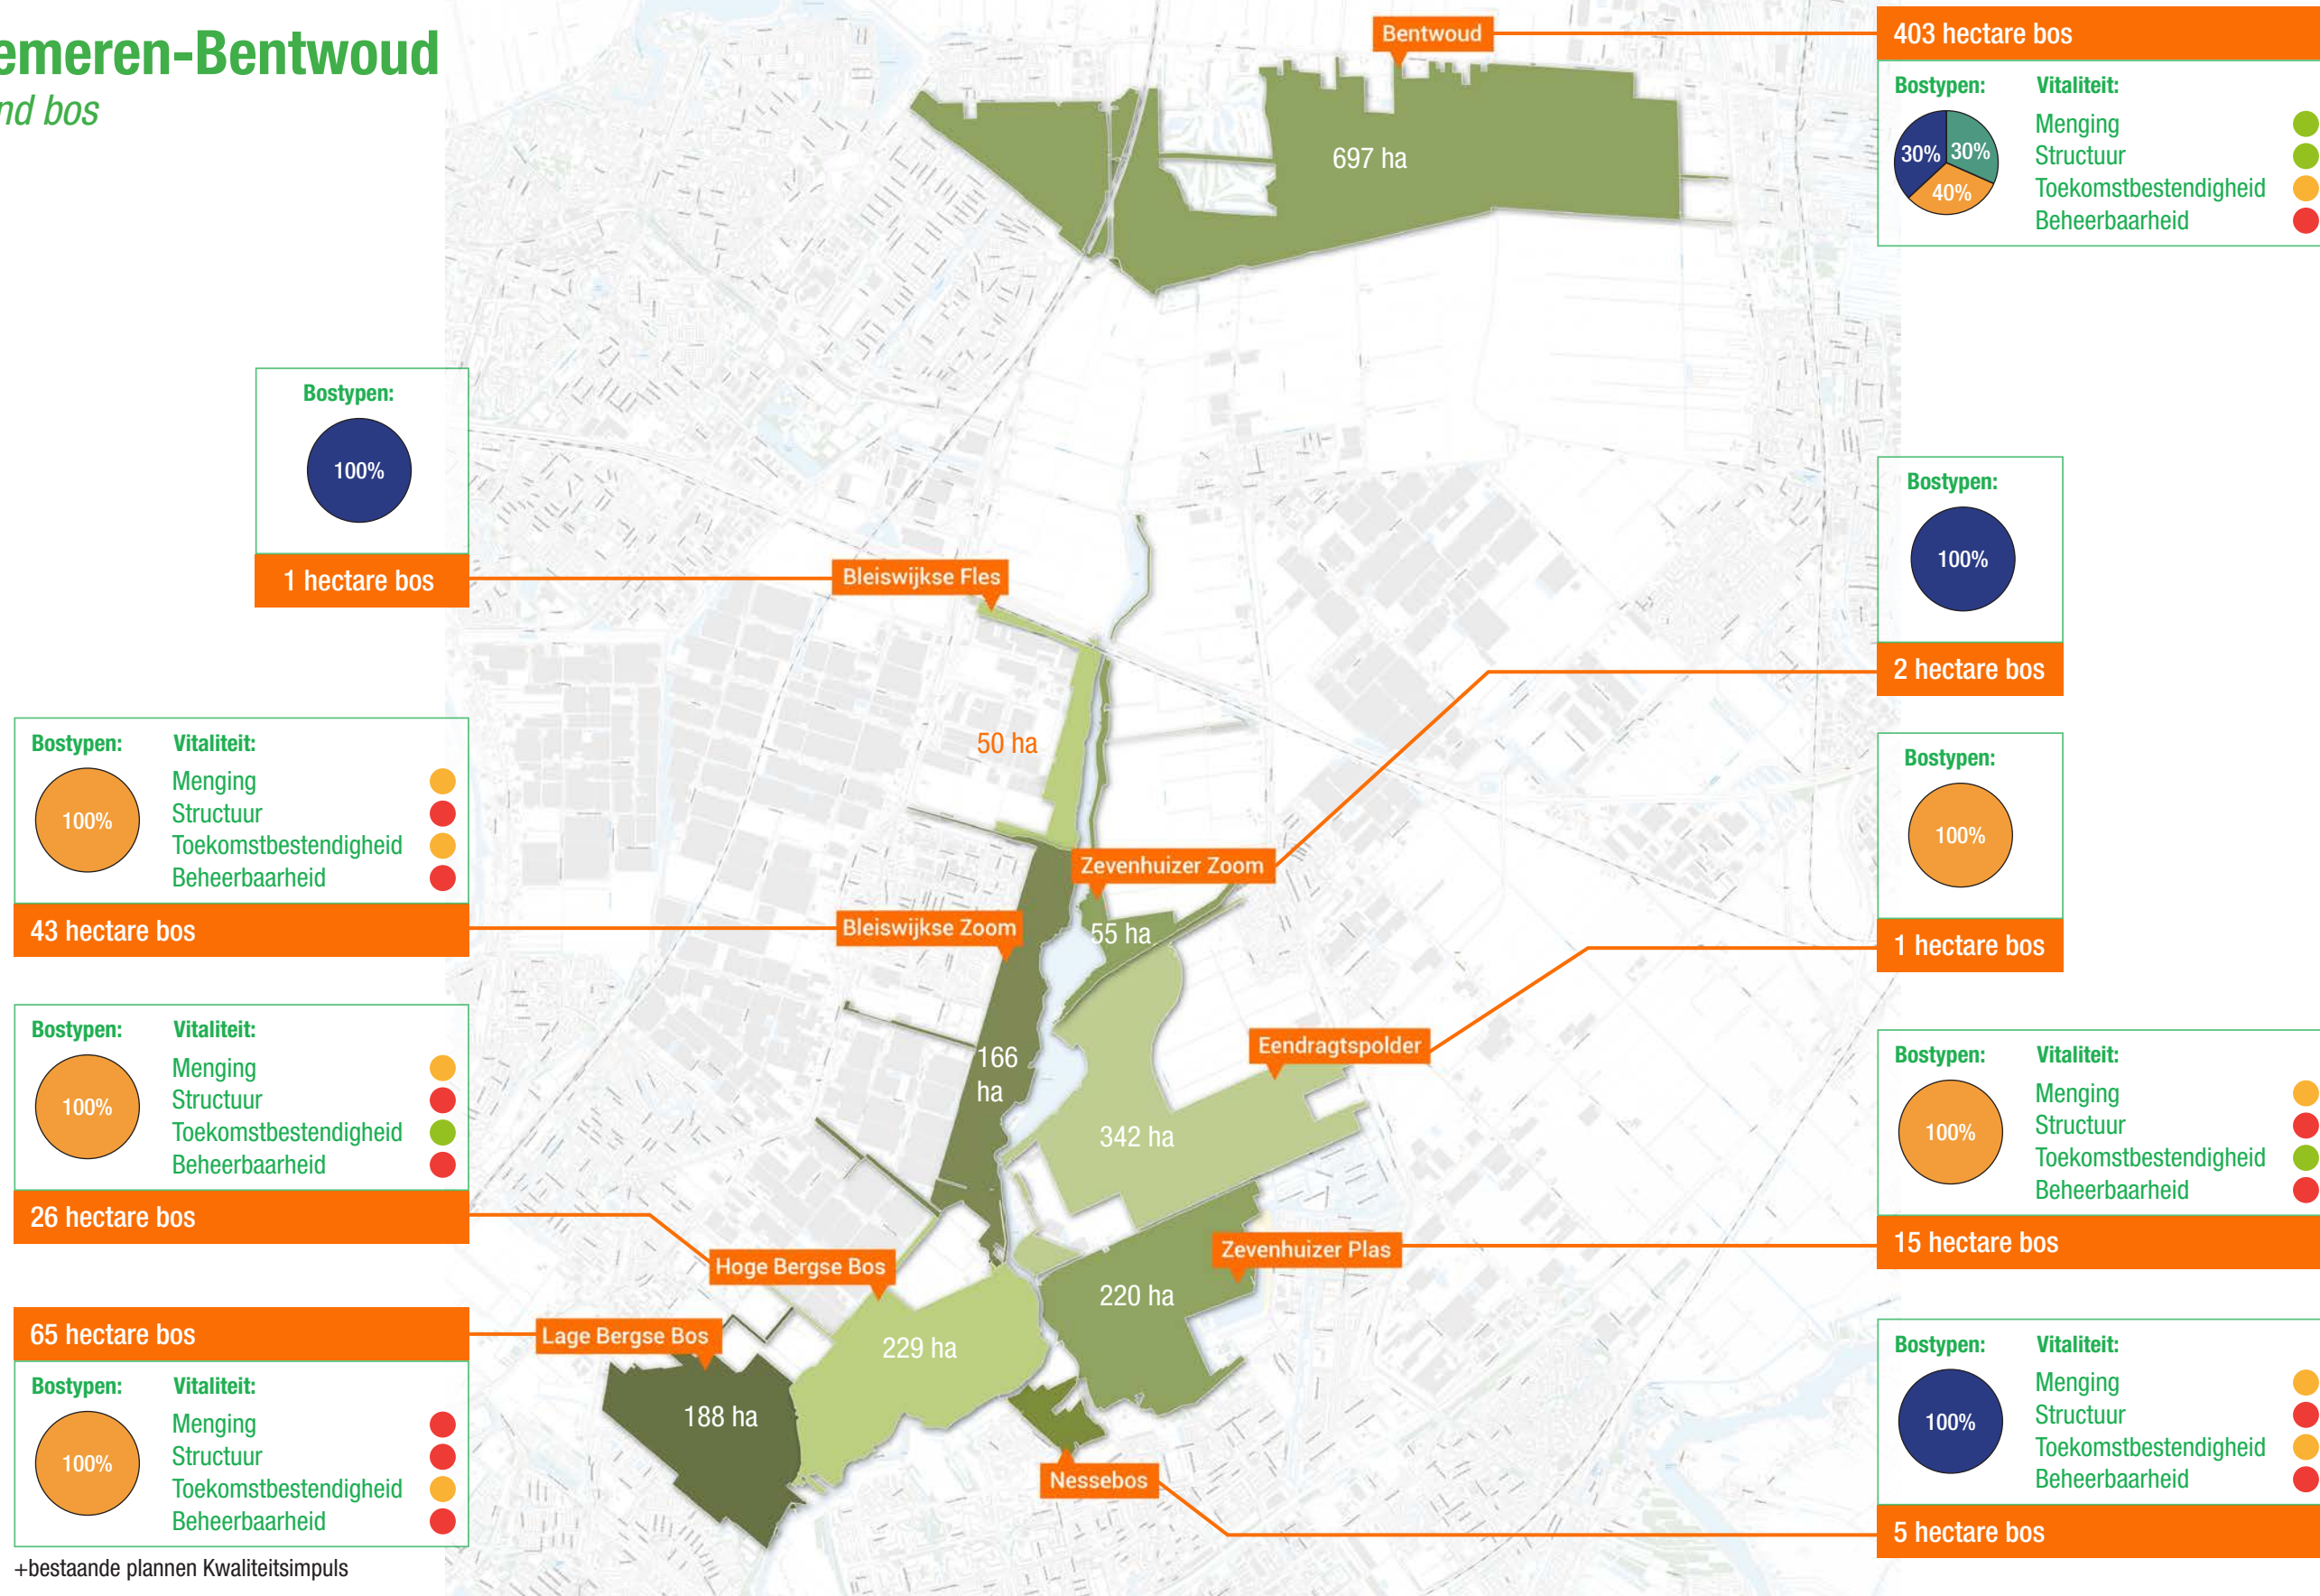 emeren-Bentwoud
nd bos
Bentwoud
403 hectare bos
Bostypen:
Vitaliteit:
30%
30%
40%
Menging
Structuur
Toekomstbestendigheid
Beheerbaarheid
697 ha
Bostypen:
100%
1 hectare bos
Bleiswijkse Fles
Bostypen:
100%
2 hectare bos
50 ha
Bostypen:
Vitaliteit:
100%
Menging
Structuur
Toekomstbestendigheid
Beheerbaarheid
43 hectare bos
Bleiswijkse Zoom
Zevenhuizer Zoom
55 ha
Bostypen:
100%
1 hectare bos
Eendragtspolder
166
ha
342 ha
Bostypen:
Vitaliteit:
100%
Menging
Structuur
Toekomstbestendigheid
Beheerbaarheid
26 hectare bos
Hoge Bergse Bos
229 ha
Bostypen:
Vitaliteit:
100%
Menging
Structuur
Toekomstbestendigheid
Beheerbaarheid
15 hectare bos
Zevenhuizer Plas
220 ha
65 hectare bos
Lage Bergse Bos
188 ha
Bostypen:
Vitaliteit:
100%
Menging
Structuur
Toekomstbestendigheid
Beheerbaarheid
+bestaande plannen Kwaliteitsimpuls
Nessebos
Bostypen:
Vitaliteit:
100%
Menging
Structuur
Toekomstbestendigheid
Beheerbaarheid
5 hectare bos